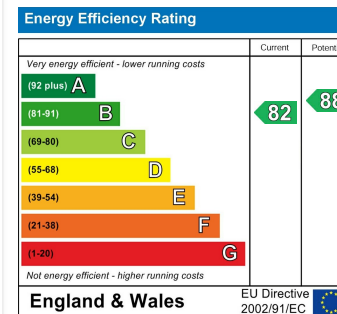 Energy Efficiency Rating
Current
Very energy efficient - lower running costs
(92 plus) A
(81-91) B
82
88
(69-80) C
(55-68) D
(39-54) E
(21-38) F
(1-20) G
Not energy efficient - higher running costs
England & Wales
EU Directive
2002/91/EC